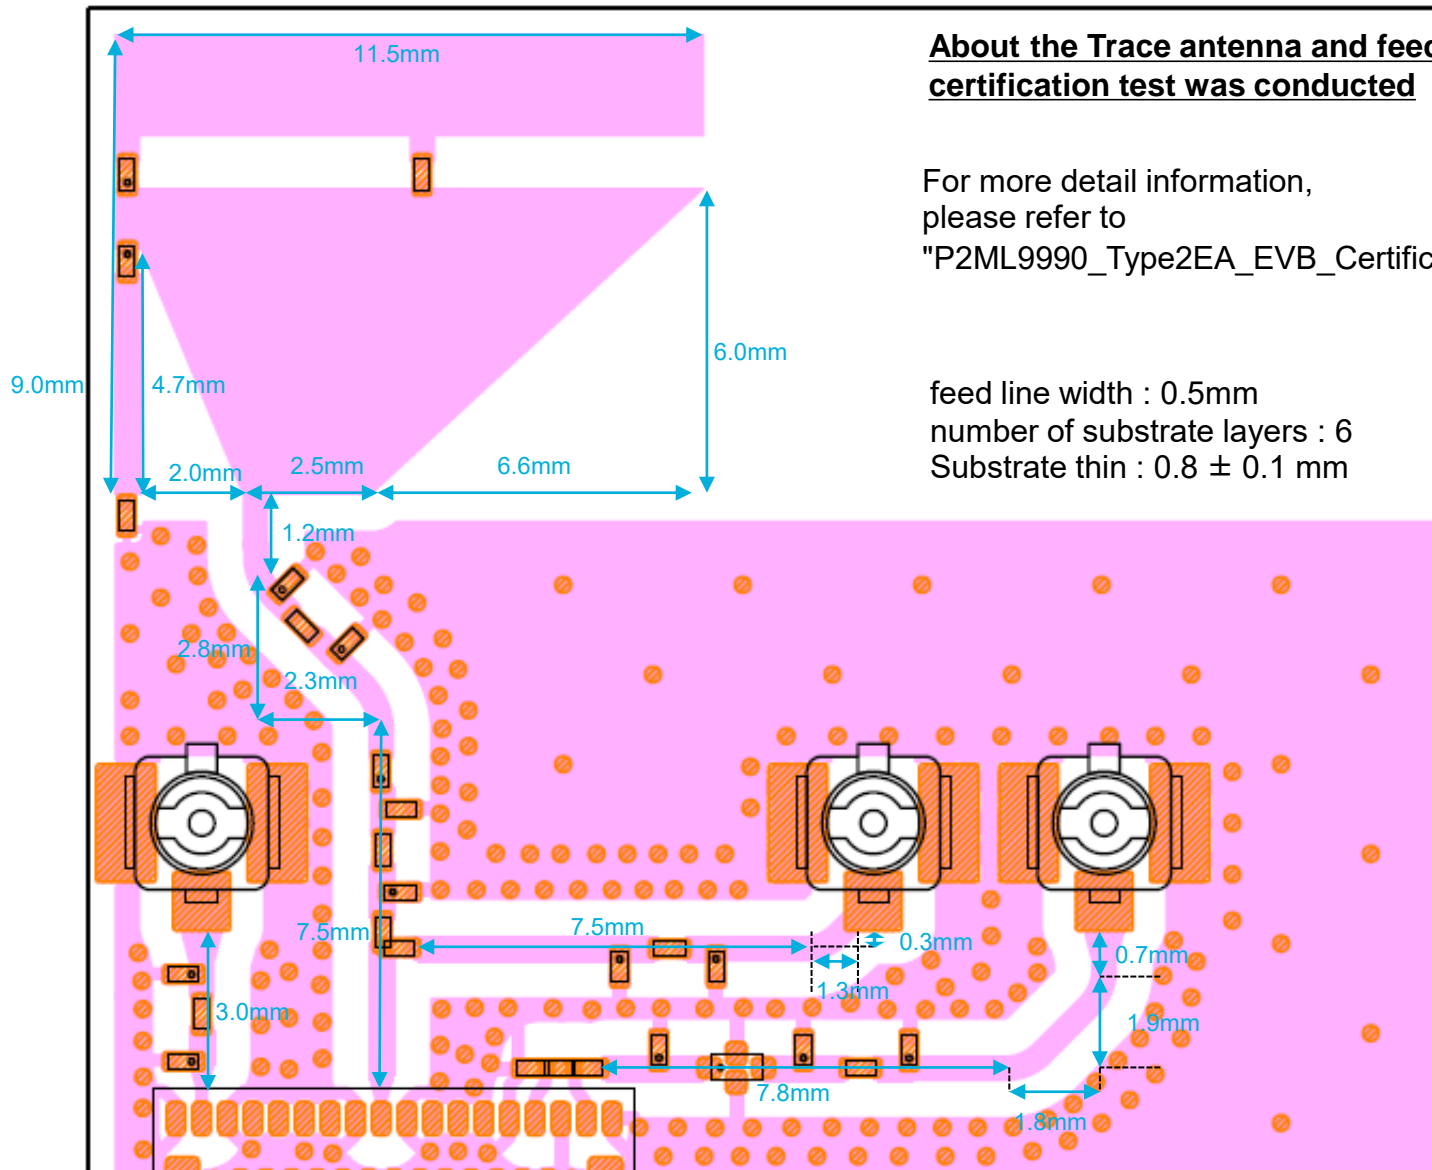 About the Trace antenna and feed
certification test was conducted
11.5mm
For more detail information,
please refer to
"P2ML9990_Type2EA_EVB_Certific
6.0mm
9.0mm
4.7mm
feed line width : 0.5mm
number of substrate layers : 6
Substrate thin : 0.8 ± 0.1 mm
2.0mm
2.5mm
6.6mm
1.2mm
2.8mm
2.3mm
7.5mm
7.5mm
0.3mm
0.7mm
1.3mm
3.0mm
1.9mm
7.8mm
1.8mm